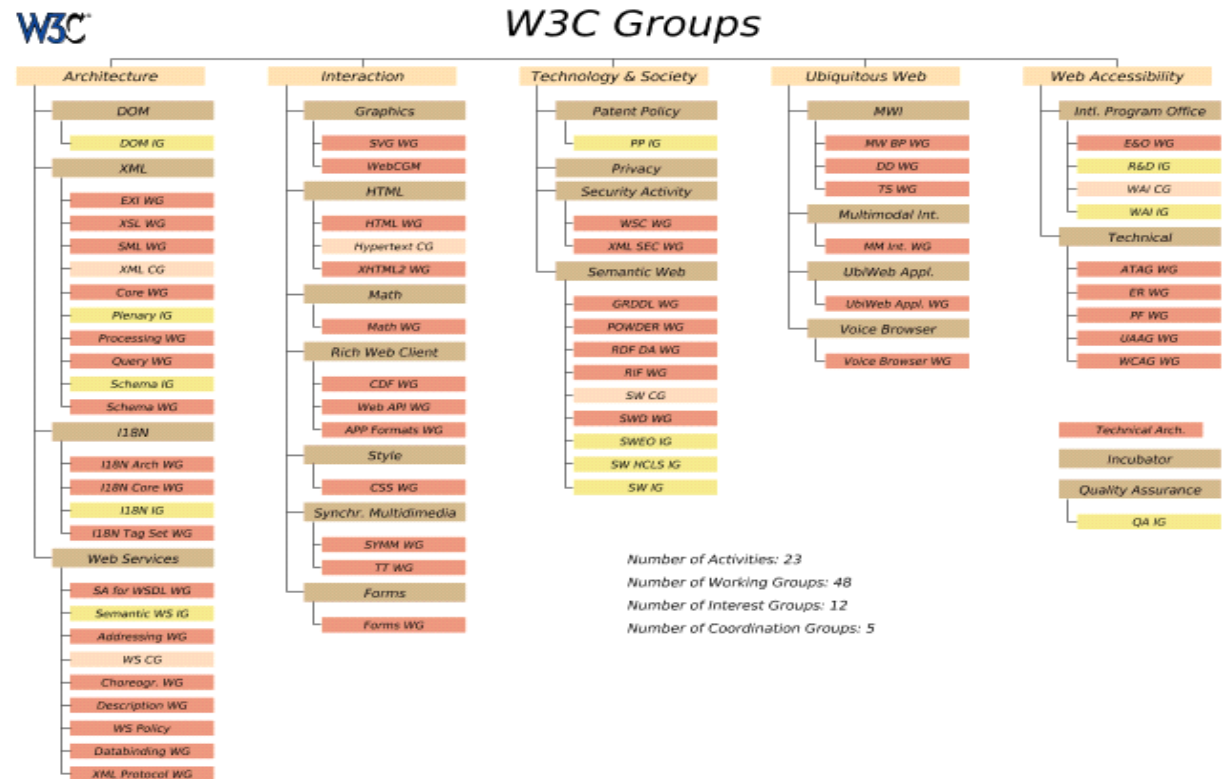 W3C
W3C Groups
Architecture
DOM
DOM IG
XML
EXI WG
XSL WG
SML WG
XML CG
Core WG
Plenary IG
Processing WG
Query WG
Schema IG
Schema WG
I18N
I18N Arch WG
I18N Core WG
I18N IG
I18N Tag Set WG
Web Services
SA for WSDL WG
Semantic WS IG
Addressing WG
WS CG
Choreogr. WG
Description WG
WS Policy
Databinding WG
XML Protocol WG
Interaction
Graphics
SVG WG
WebCGM
HTML
HTML WG
Hypertext CG
XHTML2 WG
Math
Math WG
Rich Web Client
CDF WG
Web API WG
APP Formats WG
Style
CSS WG
Synchr. Multidimedia
SYMM WG
TT WG
Forms
Forms WG
Technology & Society
Patent Policy
PP IG
Privacy
Security Activity
WSC WG
XML SEC WG
Semantic Web
GRDDL WG
POWDER WG
RDF DA WG
RIF WG
SW CG
SWD WG
SWEO IG
SW HCLS IG
SW IG
Ubiquitous Web
MWI
MW BP WG
DD WG
TS WG
Multimodal Int.
MM Int. WG
UbiWeb Appl.
UbiWeb Appl. WG
Voice Browser
Voice Browser WG
Web Accessibility
Intl. Program Office
E&O WG
R&D IG
WAI CG
WAI IG
Technical
ATAG WG
ER WG
PF WG
UAAG WG
WCAG WG
Technical Arch.
Incubator
Quality Assurance
QA IG
Number of Activities: 23
Number of Working Groups: 48
Number of Interest Groups: 12
Number of Coordination Groups: 5